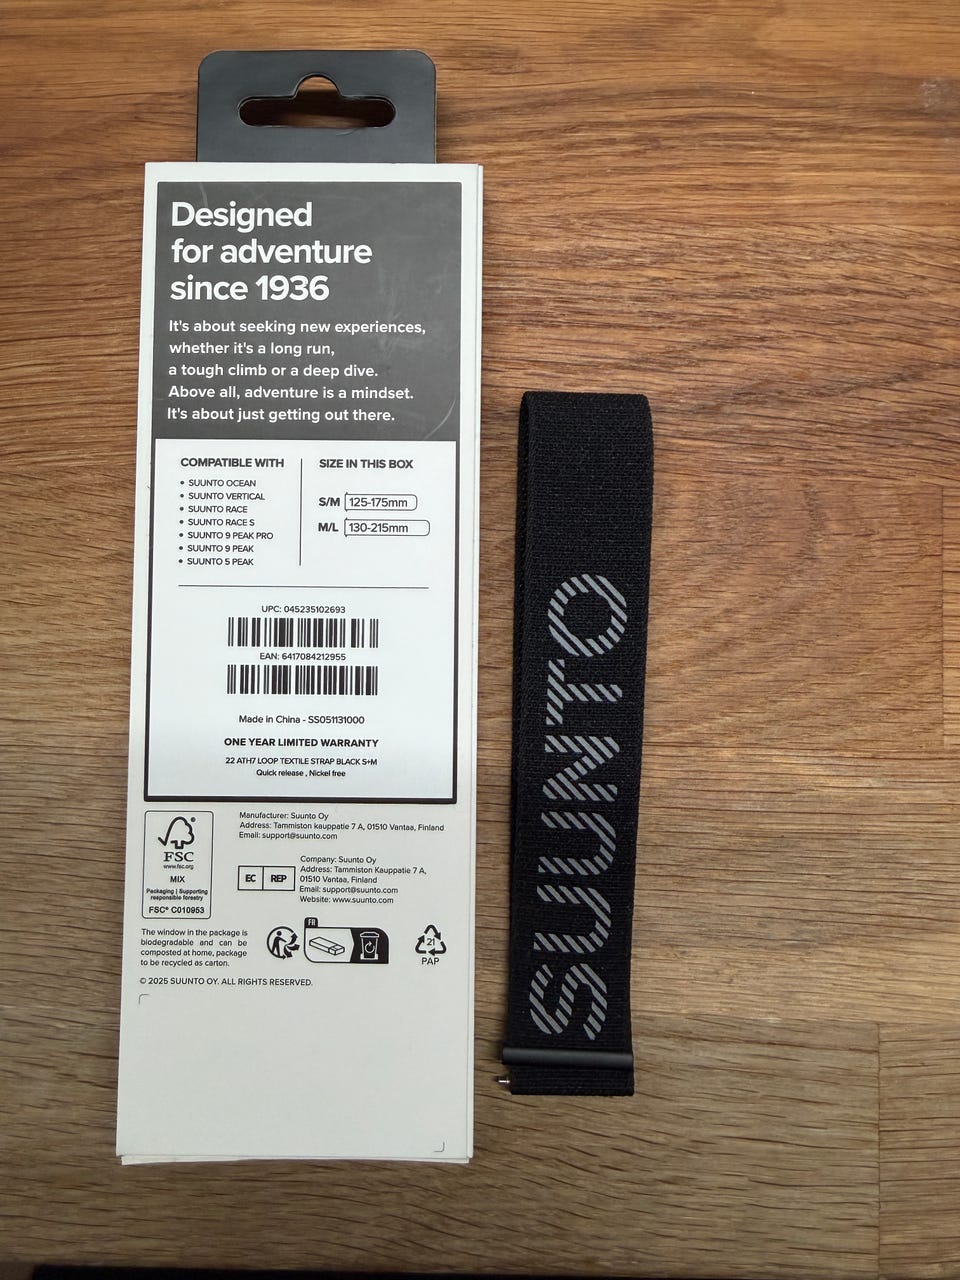 Designed
for adventure
since 1936
It's about seeking new experiences,
whether it's a long run,
a tough climb or a deep dive.
Above all, adventure is a mindset.
It's about just getting out there.
COMPATIBLE WITH
• SUUNTO OCEAN
• SUUNTO VERTICAL
• SUUNTO RACE
• SUUNTO RACE S
• SUUNTO 9 PEAK PRO
• SUUNTO 9 PEAK
• SUUNTO 5 PEAK
SIZE IN THIS BOX
S/M 125-175mm
M/L 130-215mm
UPC: 045235102693
EAN: 6417084212955
Made in China - SS051131000
ONE YEAR LIMITED WARRANTY
22 ATH7 LOOP TEXTILE STRAP BLACK S+M
Quick release , Nickel free
FSC
www.fsc.org
MIX
Packaging | Supporting
responsible forestry
FSC® C010953
Manufacturer: Suunto Oy
Address: Tammiston kauppatie 7 A, 01510 Vantaa, Finland
Email: support@suunto.com
EC REP
Company: Suunto Oy
Address: Tammiston Kauppatie 7 A,
01510 Vantaa, Finland
Email: support@suunto.com
Website: www.suunto.com
The window in the package is
biodegradable and can be
composted at home, package
to be recycled as carton.
FR
21
PAP
© 2025 SUUNTO OY. ALL RIGHTS RESERVED.
SUUNTO